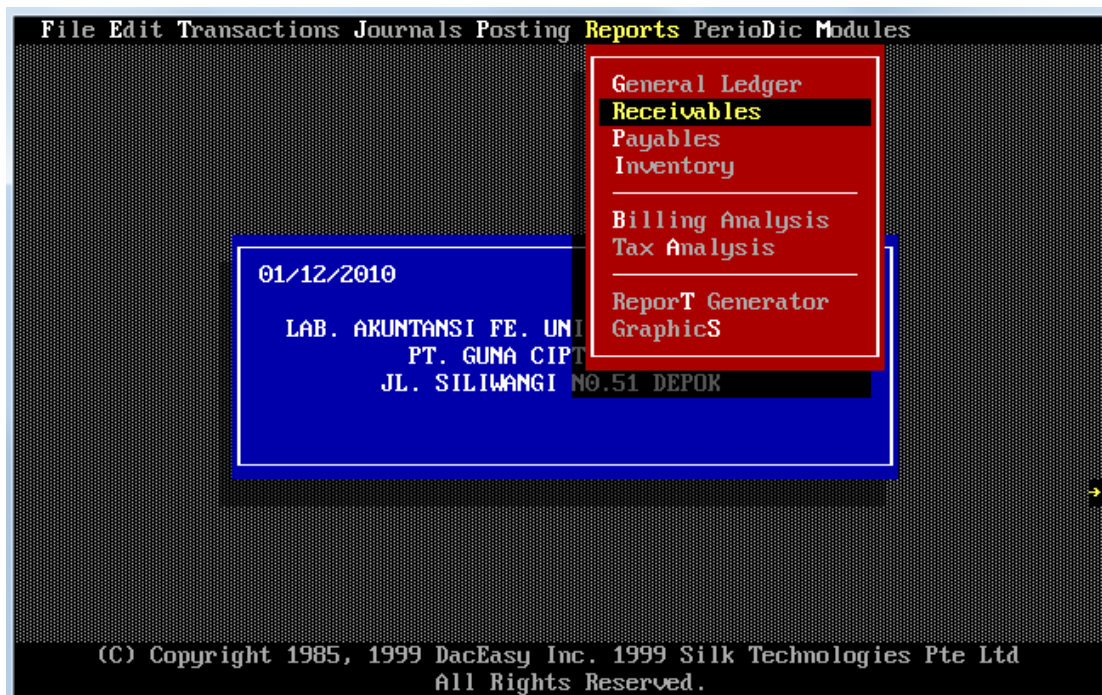 File Edit Transactions Journals Posting Reports PerioDic Modules
General Ledger
Receivables
Payables
Inventory
Billing Analysis
Tax Analysis
ReporT Generator
GraphicS
01/12/2010
LAB. AKUNTANSI FE. UNI
PT. GUNA CIPT
JL. SILIWANGI NO.51 DEPOK
(C) Copyright 1985, 1999 DacEasy Inc. 1999 Silk Technologies Pte Ltd
All Rights Reserved.